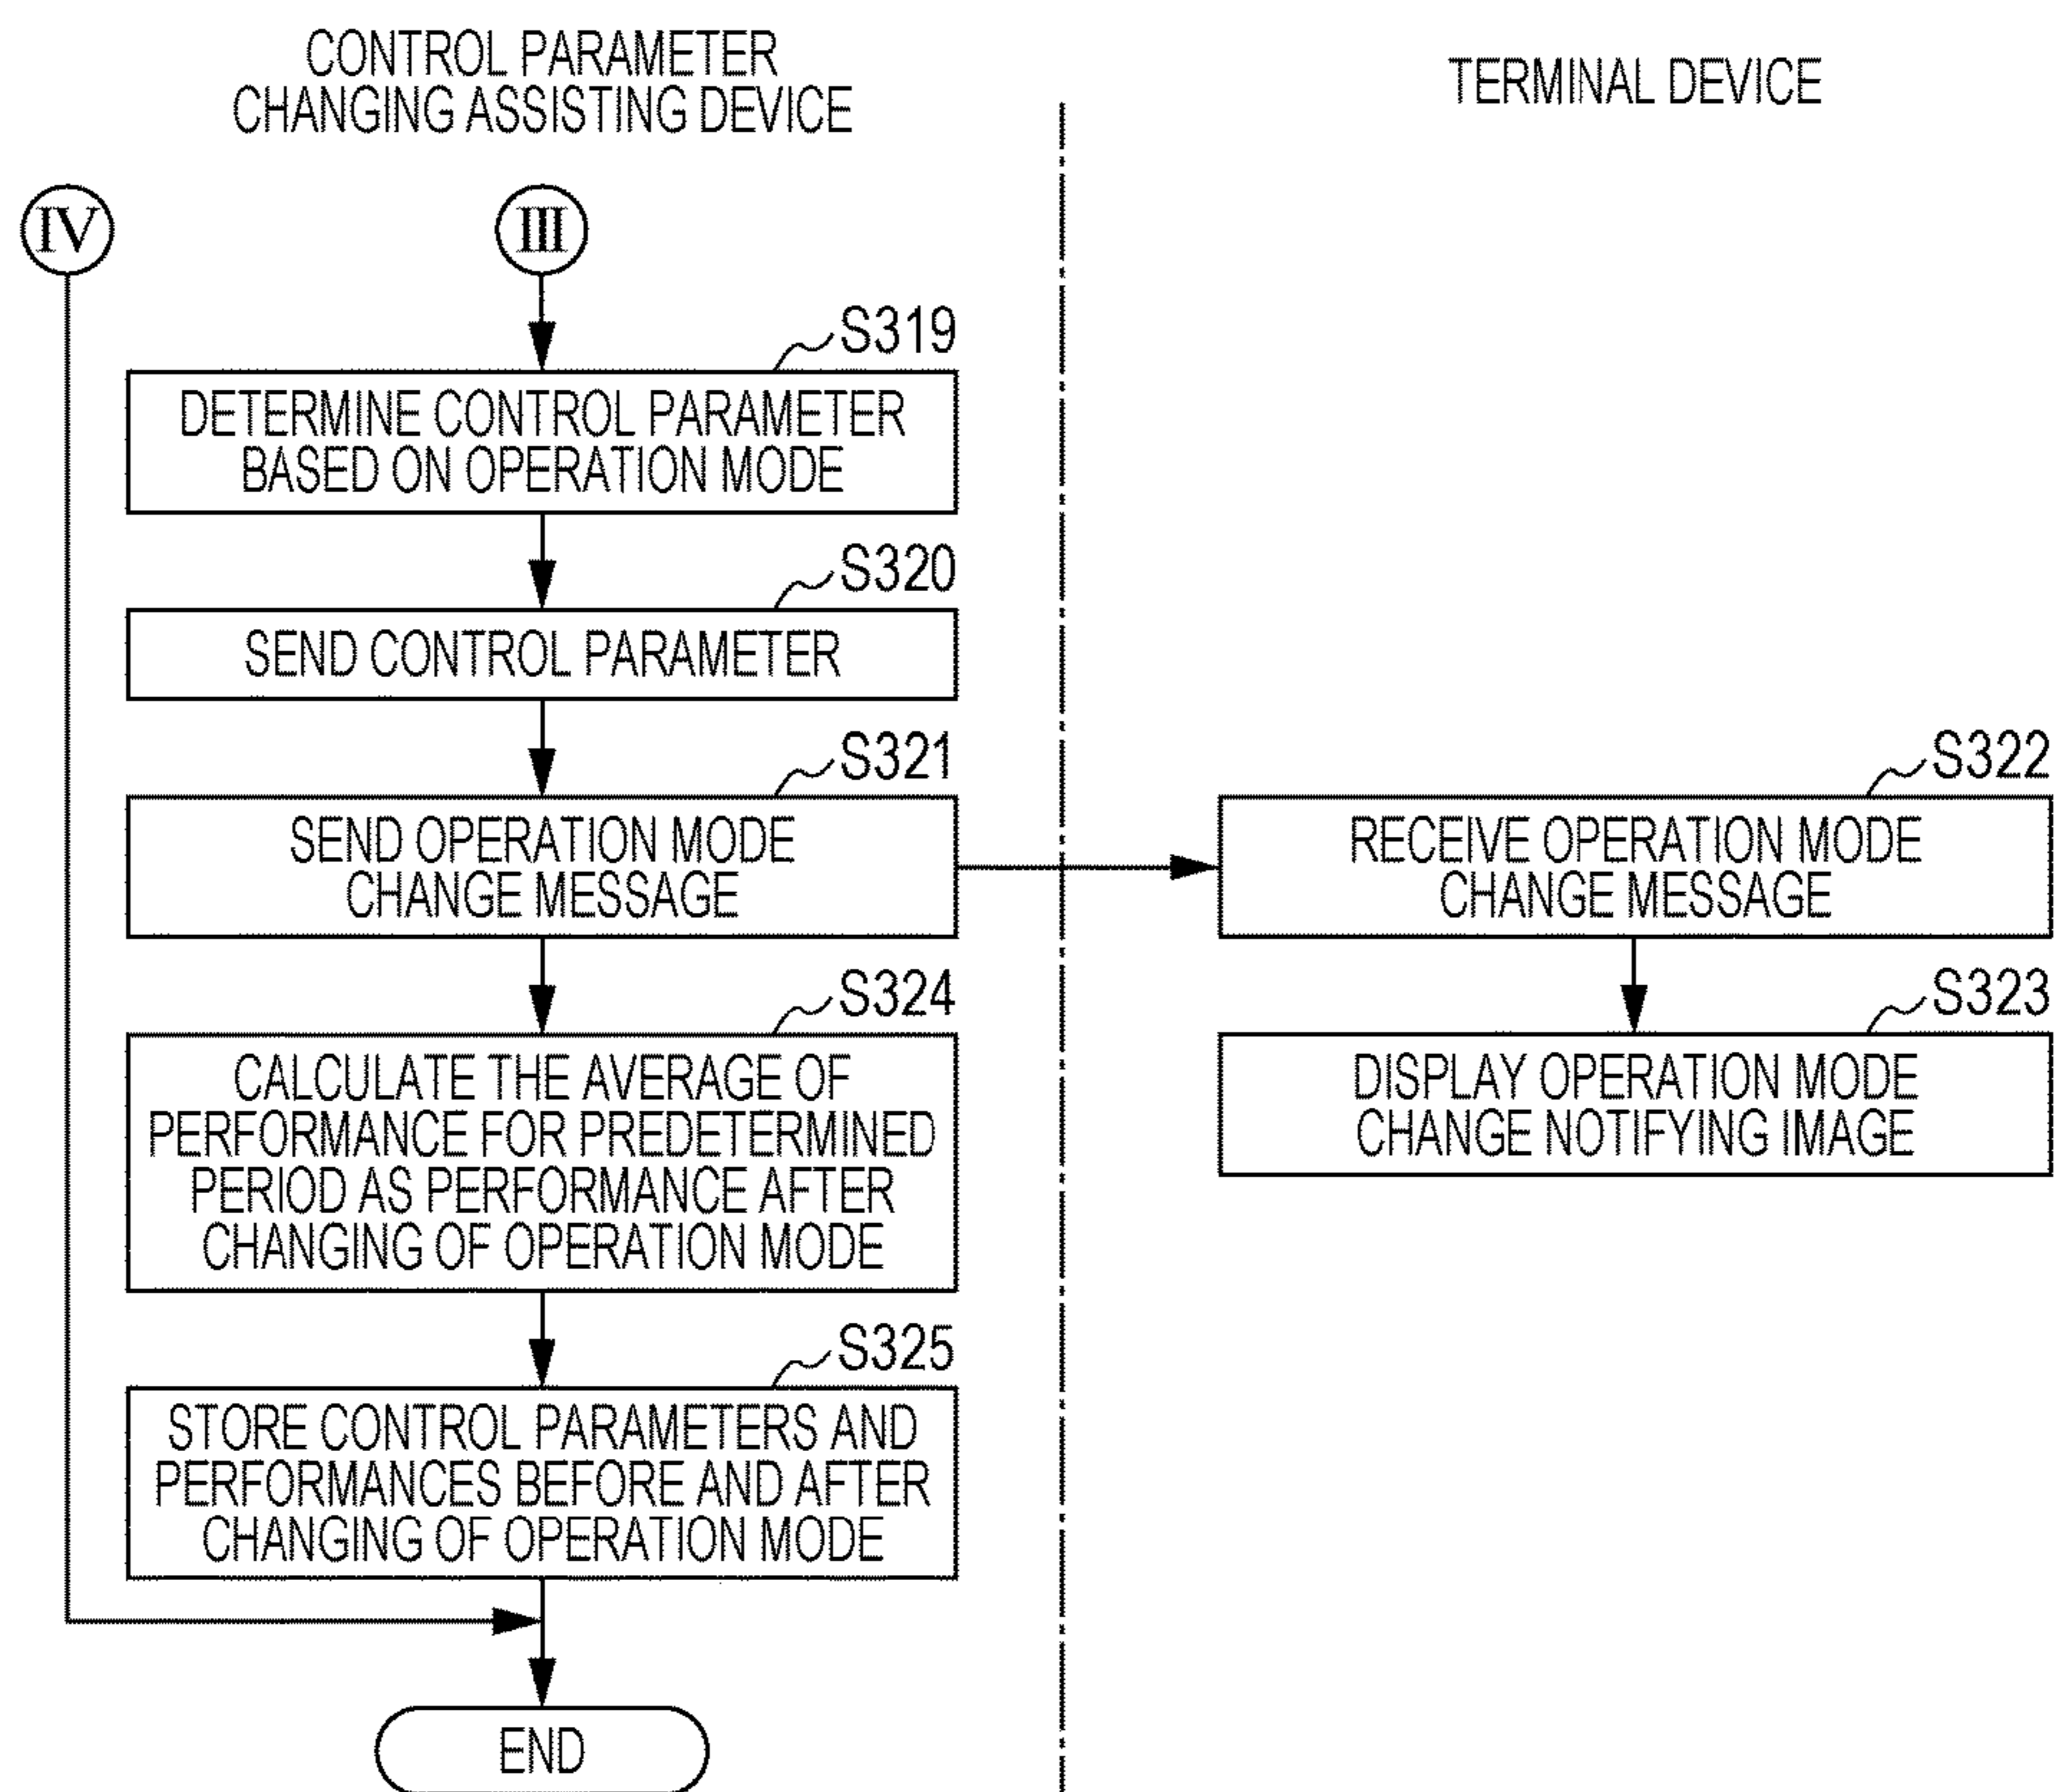 CONTROL PARAMETER
CHANGING ASSISTING DEVICE
TERMINAL DEVICE
IV
III
S319
DETERMINE CONTROL PARAMETER
BASED ON OPERATION MODE
S320
SEND CONTROL PARAMETER
S321
SEND OPERATION MODE
CHANGE MESSAGE
S322
RECEIVE OPERATION MODE
CHANGE MESSAGE
S324
CALCULATE THE AVERAGE OF
PERFORMANCE FOR PREDETERMINED
PERIOD AS PERFORMANCE AFTER
CHANGING OF OPERATION MODE
S323
DISPLAY OPERATION MODE
CHANGE NOTIFYING IMAGE
S325
STORE CONTROL PARAMETERS AND
PERFORMANCES BEFORE AND AFTER
CHANGING OF OPERATION MODE
END